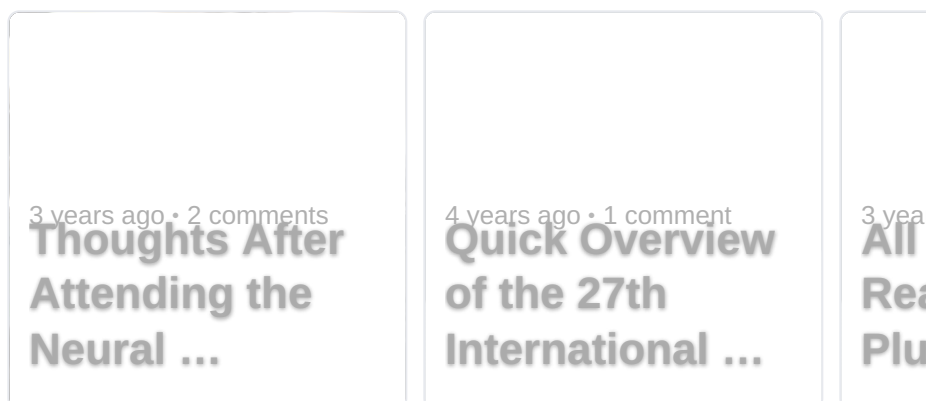 3 years ago • 2 comments
Thoughts After
Attending the
Neural …
4 years ago • 1 comment
Quick Overview
of the 27th
International …
All